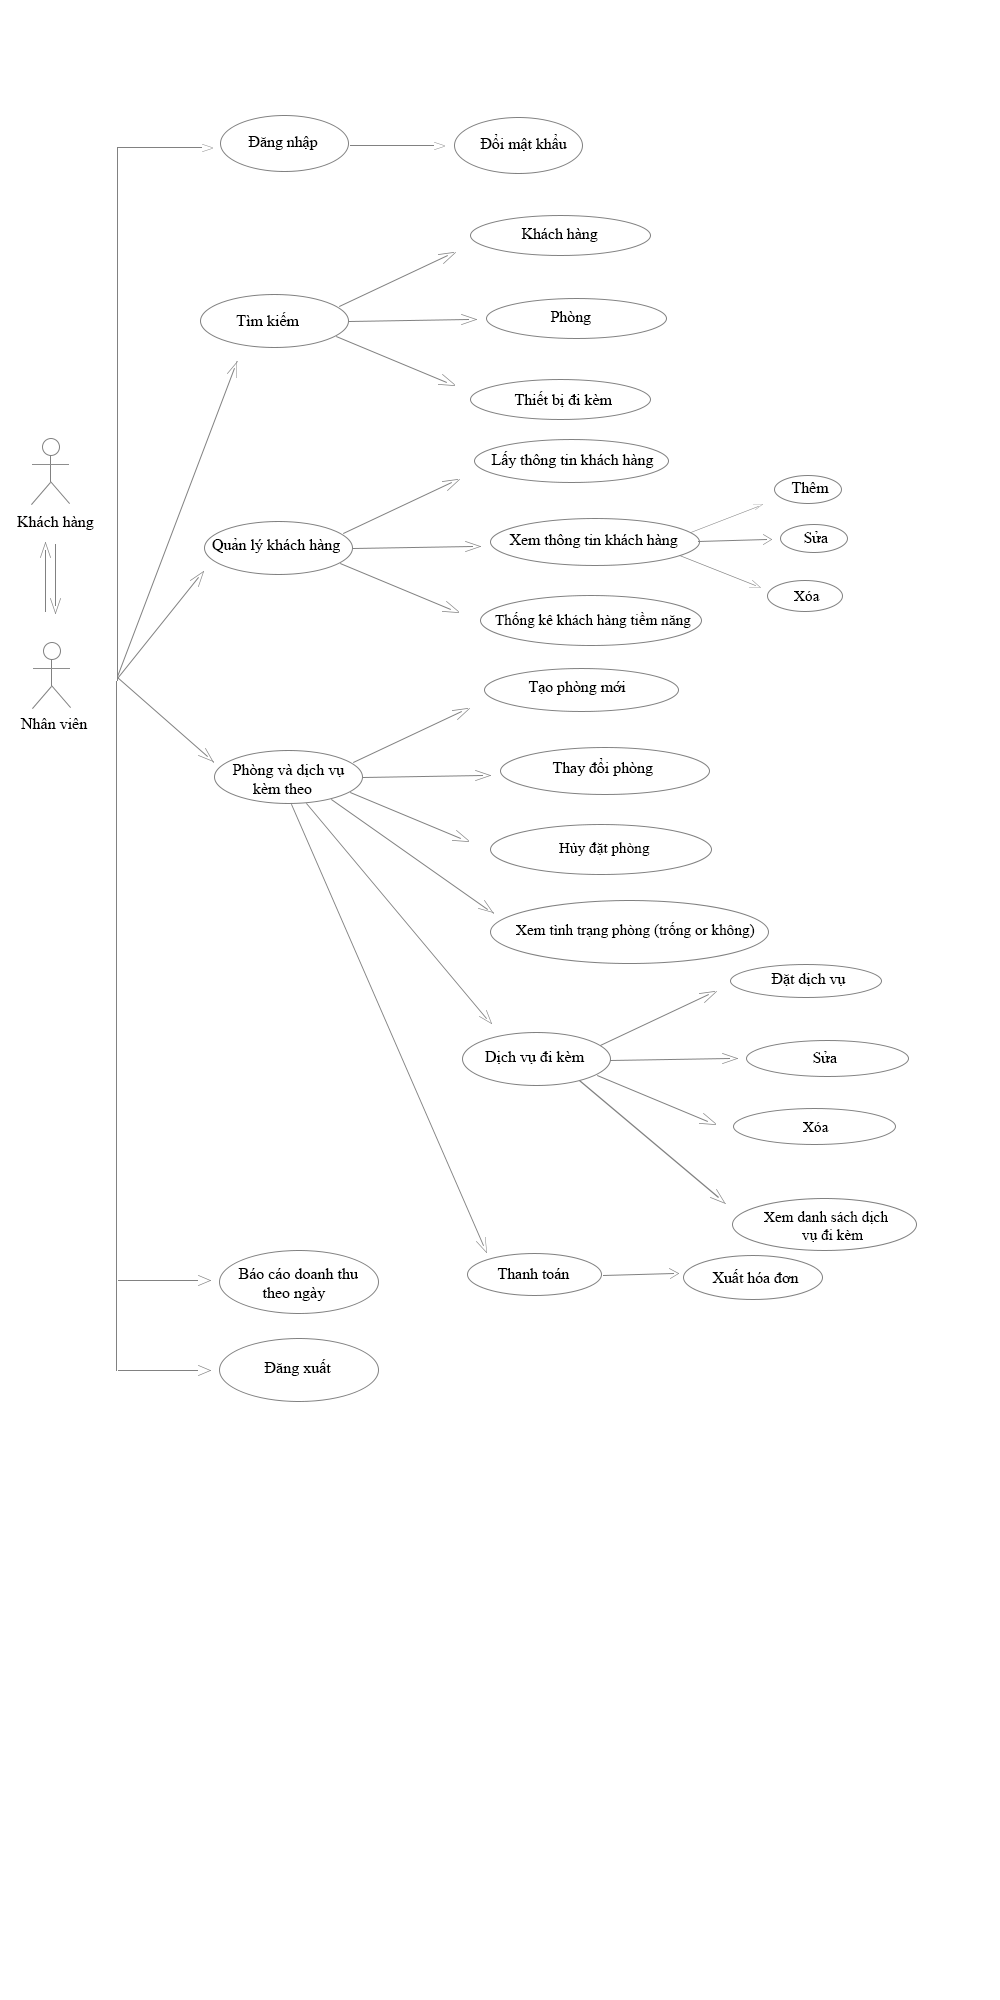 Đăng nhập
Đổi mật khẩu
Khách hàng
Tìm kiếm
Phòng
Thiết bị đi kèm
Khách hàng
Nhân viên
Lấy thông tin khách hàng
Quản lý khách hàng
Xem thông tin khách hàng
Thêm
Sửa
Xóa
Thống kê khách hàng tiềm năng
Tạo phòng mới
Phòng và dịch vụ
kèm theo
Thay đổi phòng
Hủy đặt phòng
Xem tình trạng phòng (trống or không)
Dịch vụ đi kèm
Đặt dịch vụ
Sửa
Xóa
Xem danh sách dịch
vụ đi kèm
Thanh toán
Xuất hóa đơn
Báo cáo doanh thu
theo ngày
Đăng xuất